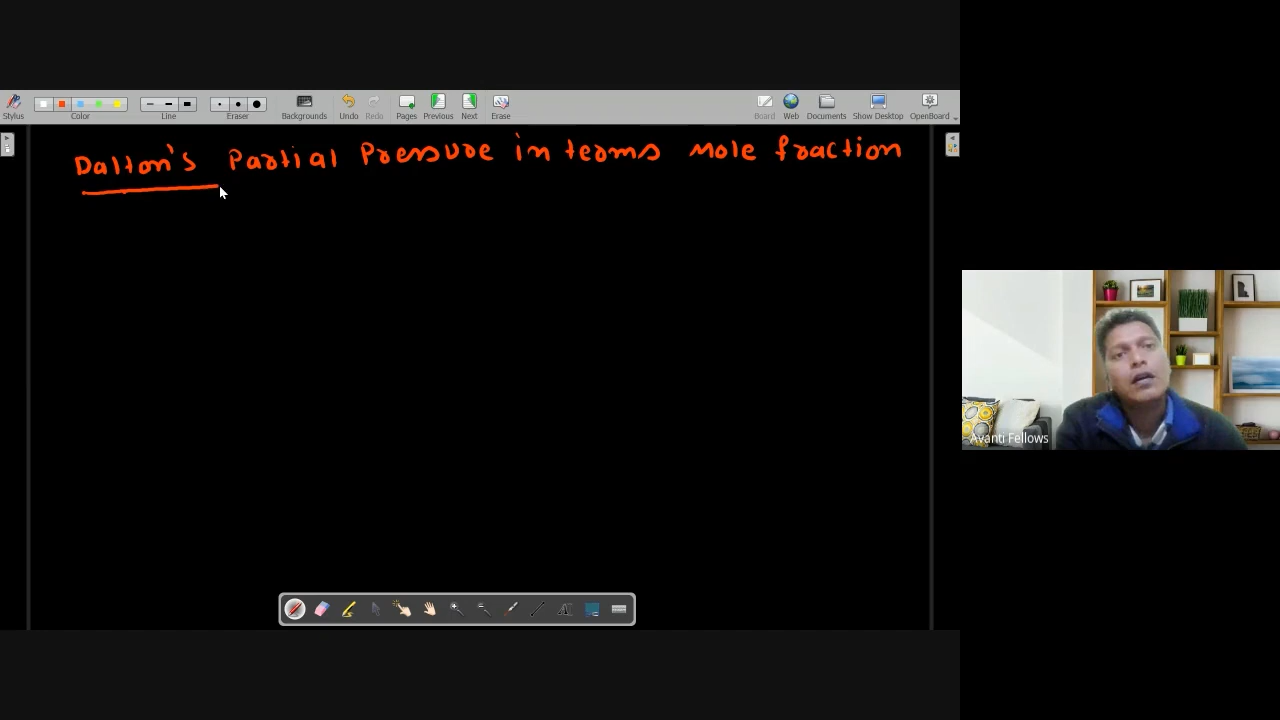 Stylus
Color
Line
Eraser
Backgrounds
Undo
Redo
Pages
Previous
Next
Erase
Board
Web
Documents
Show Desktop
OpenBoard
Dalton's Partial Pressure in terms mole fraction
Avanti Fellows